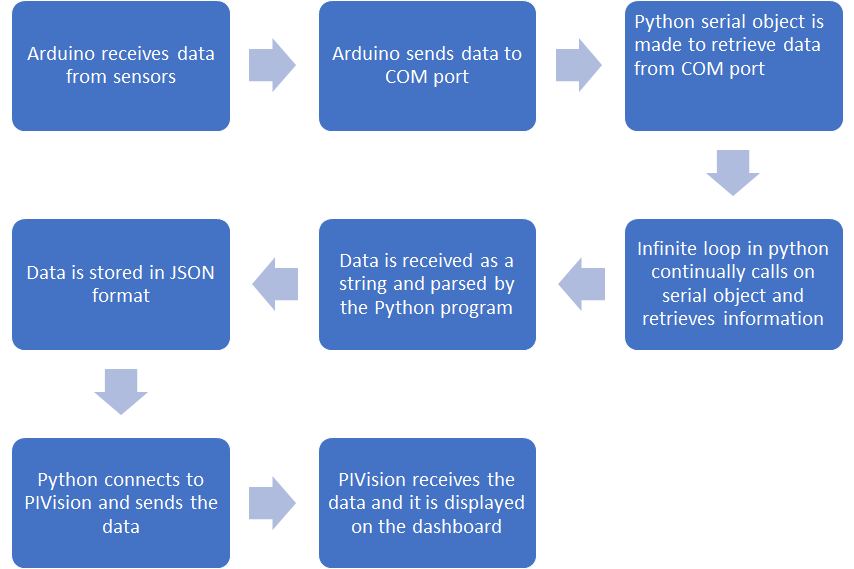 Arduino receives data
from sensors
Arduino sends data to
COM port
Python serial object is
made to retrieve data
from COM port
Infinite loop in python
continually calls on
serial object and
retrieves information
Data is received as a
string and parsed by
the Python program
Data is stored in JSON
format
Python connects to
PIVision and sends the
data
PIVision receives the
data and it is displayed
on the dashboard